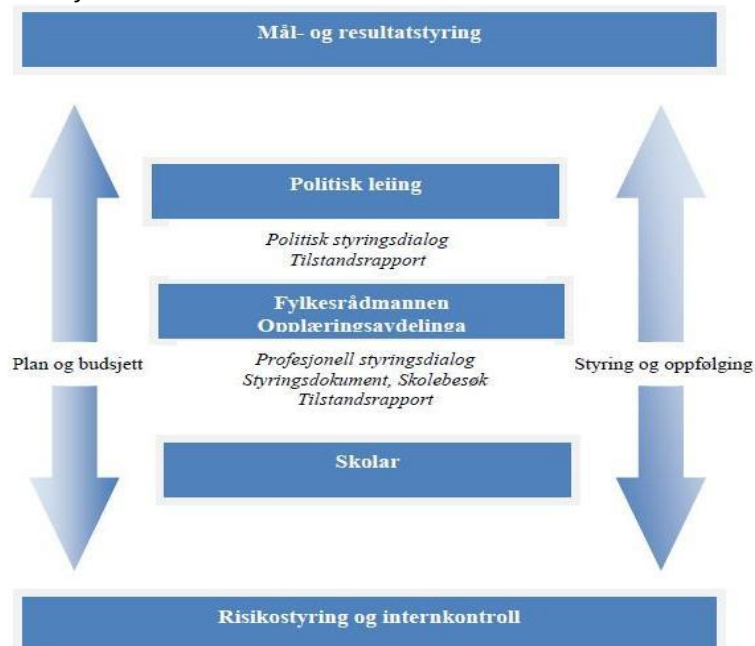 Mål- og resultatstyring
Politisk leiing
Politisk styringsdialog
Tilstandsrapport
Fylkesrådmannen
Opplæringsavdelinga
Plan og budsjett
Profesjonell styringsdialog
Styringsdokument, Skolebesøk
Tilstandsrapport
Styring og oppfølging
Skolar
Risikostyring og internkontroll